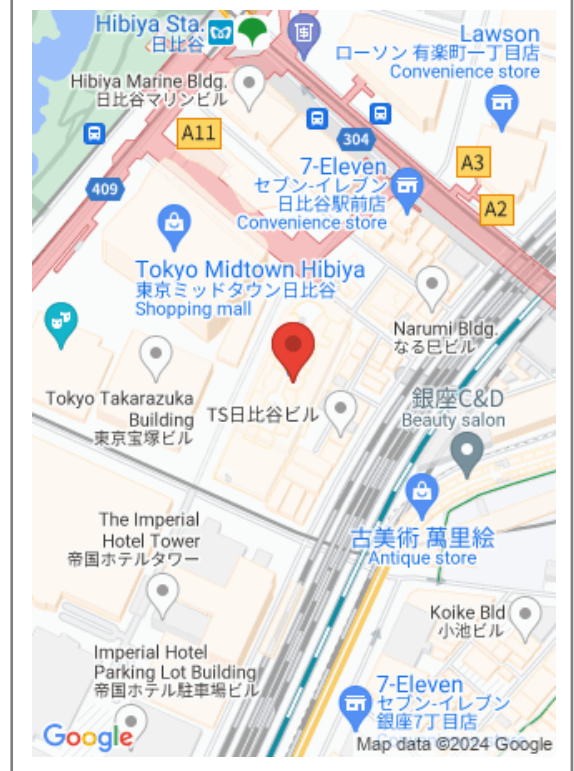 Hibiya Sta.
日比谷
Lawson
ローソン 有楽町一丁目店
Convenience store
Hibiya Marine Bldg.
日比谷マリンビル
A11
304
A3
7-Eleven
セブン-イレブン
日比谷駅前店
Convenience store
409
A2
Tokyo Midtown Hibiya
東京ミッドタウン日比谷
Shopping mall
Narumi Bldg.
なる巳ビル
Tokyo Takarazuka
Building
東京宝塚ビル
TS日比谷ビル
銀座C&D
Beauty salon
The Imperial
Hotel Tower
帝国ホテルタワー
古美術 萬里絵
Antique store
Koike Bld
小池ビル
Imperial Hotel
Parking Lot Building
帝国ホテル駐車場ビル
7-Eleven
セブン-イレブン
銀座7丁目店
Google
Map data ©2024 Google